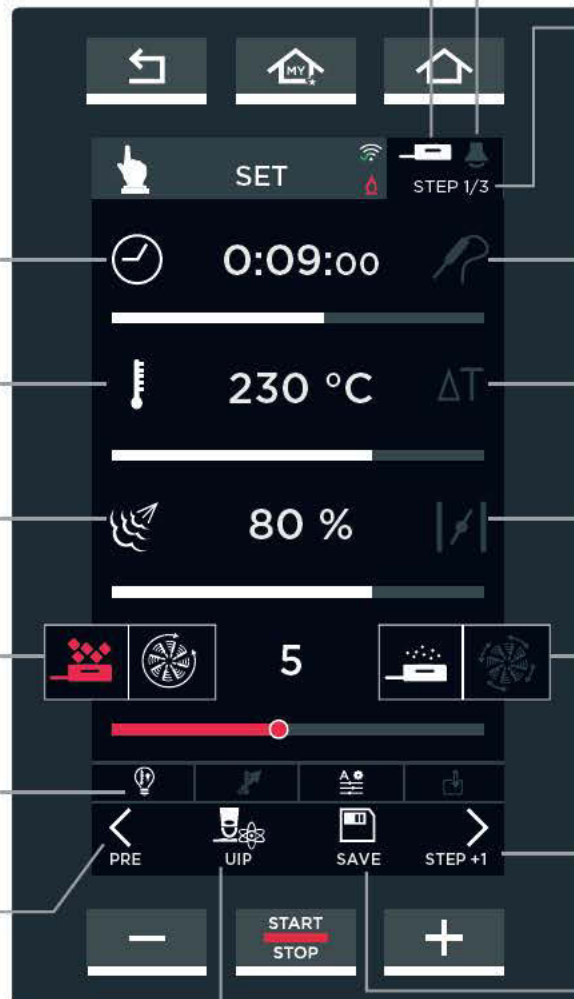 MY
SET
STEP 1/3
0:09:00
230 °C
ΔT
80 %
5
A
PRE
UIP
SAVE
STEP +1
START
STOP